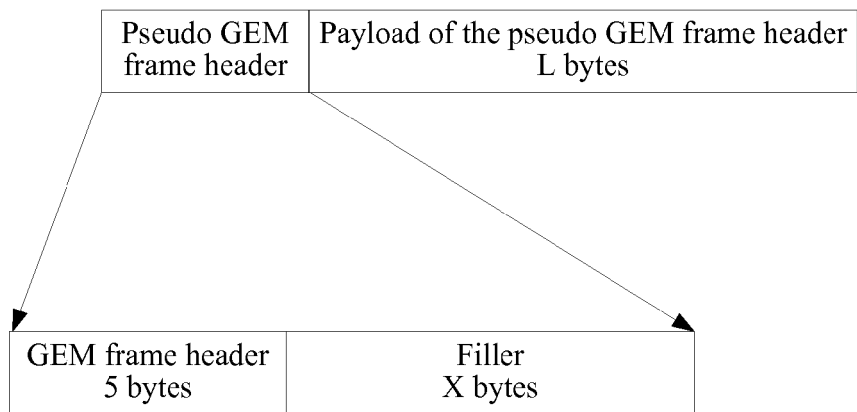 Pseudo GEM
frame header
Payload of the pseudo GEM frame header
L bytes
GEM frame header
5 bytes
Filler
X bytes